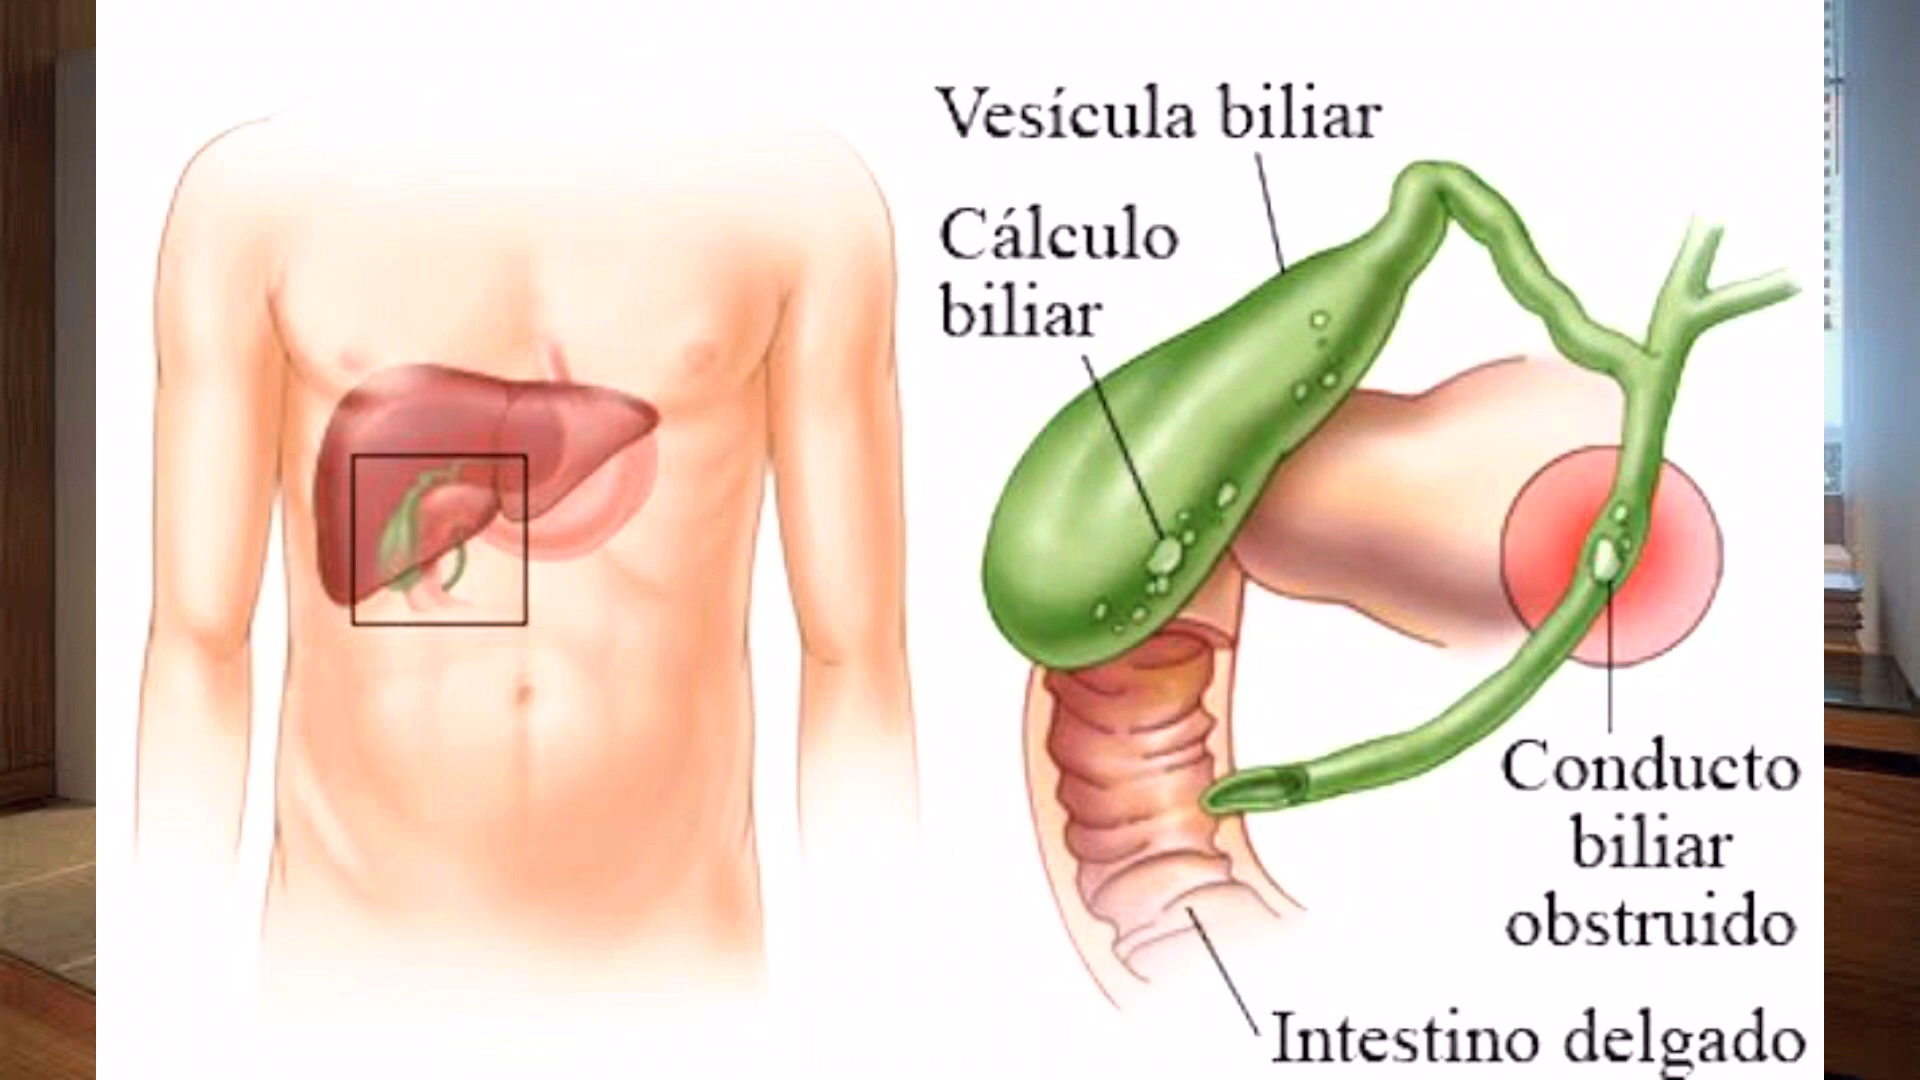 Vesícula biliar
Cálculo
biliar
Conducto
biliar
obstruido
Intestino delgado